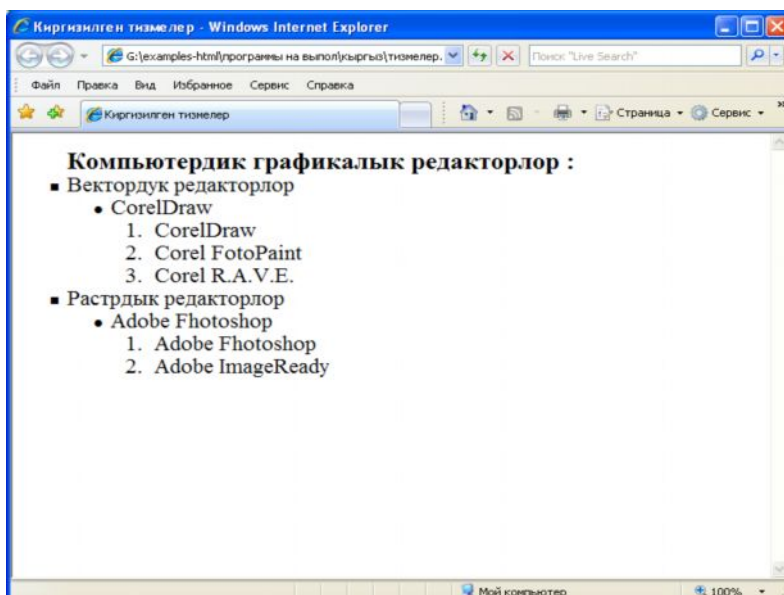 Киргизилген тизмелер - Windows Internet Explorer
G:\examples-html\программы на выпол\кыргыз\тизмелер.
Поиск "Live Search"
Файл Правка Вид Избранное Сервис Справка
Киргизилген тизмелер
Страница Сервис
Компьютердик графикалык редакторлор :
Вектордук редакторлор
CorelDraw
1. CorelDraw
2. Corel FotoPaint
3. Corel R.A.V.E.
Растрдык редакторлор
Adobe Fhotoshop
1. Adobe Fhotoshop
2. Adobe ImageReady
Мой компьютер 100%